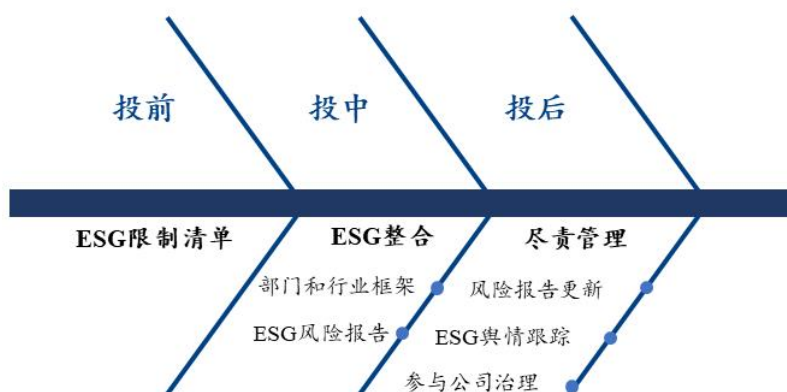 投前
投中
投后
ESG限制清单
ESG整合
尽责管理
部门和行业框架
风险报告更新
ESG风险报告
ESG舆情跟踪
参与公司治理